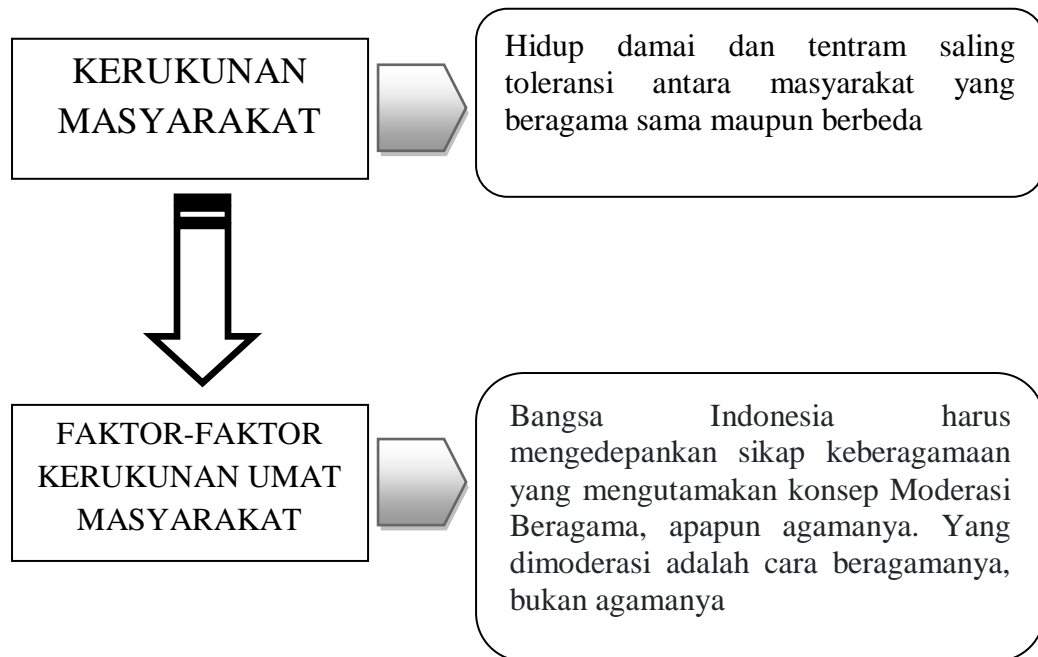 KERUKUNAN
MASYARAKAT
Hidup damai dan tentram saling
toleransi antara masyarakat yang
beragama sama maupun berbeda
FAKTOR-FAKTOR
KERUKUNAN UMAT
MASYARAKAT
Bangsa Indonesia harus
mengedepankan sikap keberagamaan
yang mengutamakan konsep Moderasi
Beragama, apapun agamanya. Yang
dimoderasi adalah cara beragamanya,
bukan agamanya